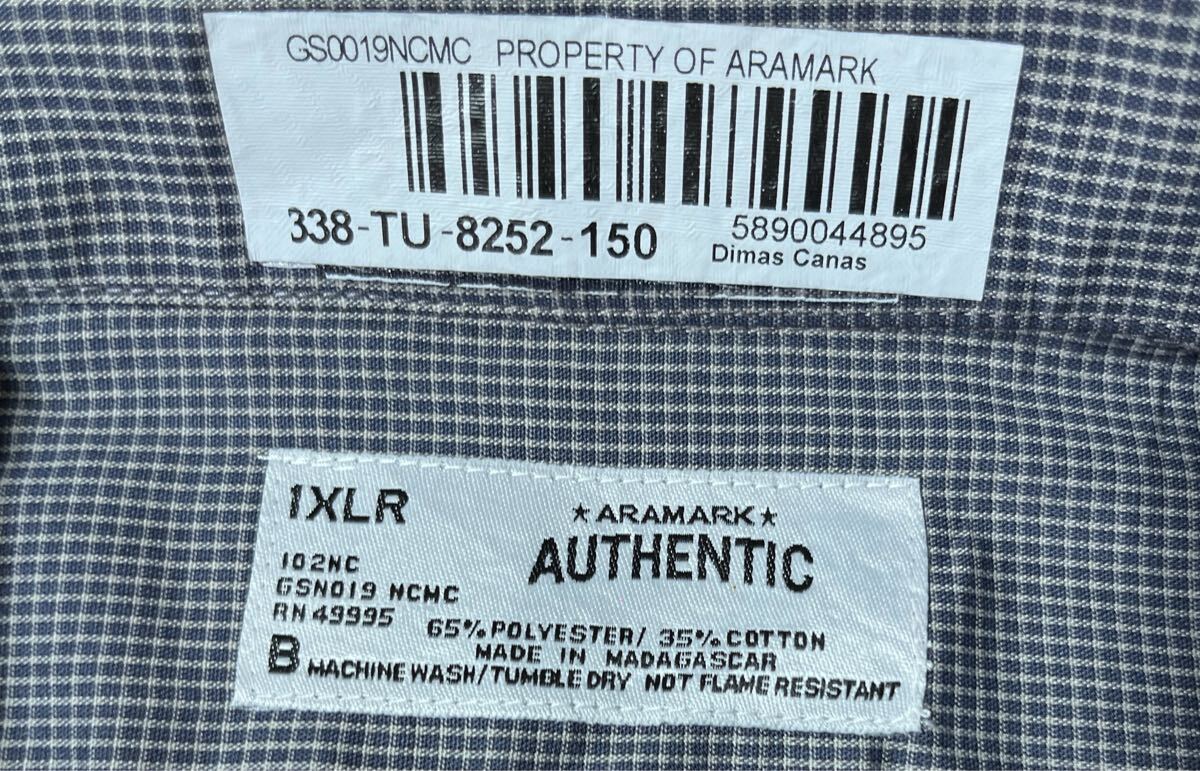 GS0019NCMC PROPERTY OF ARAMARK
338-TU-8252-150
5890044895
Dimas Canas
1XLR
★ARAMARK★
AUTHENTIC
102NC
GSN019 NCMC
RN 49995
65% POLYESTER/ 35% COTTON
MADE IN MADAGASCAR
B MACHINE WASH/TUMBLE DRY NOT FLAME RESISTANT